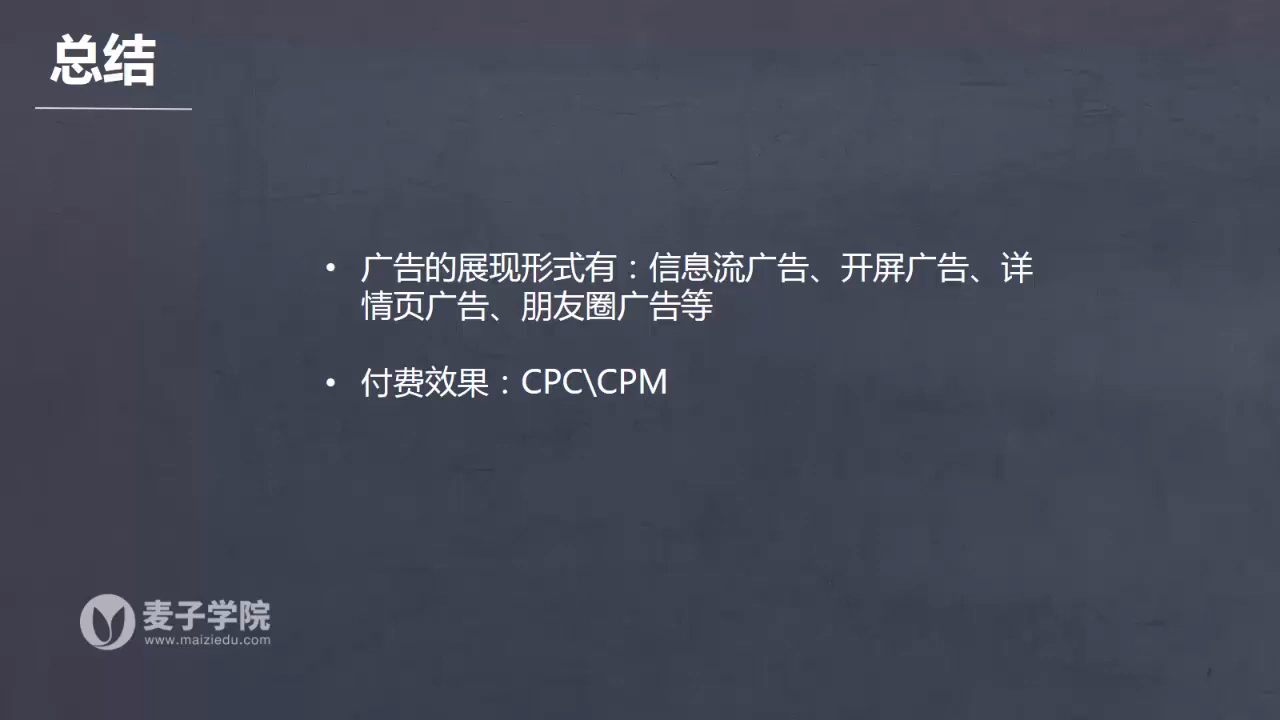 总结
• 广告的展现形式有：信息流广告、开屏广告、详
情页广告、朋友圈广告等
• 付费效果：CPC\CPM
麦子学院
www.maiziedu.com